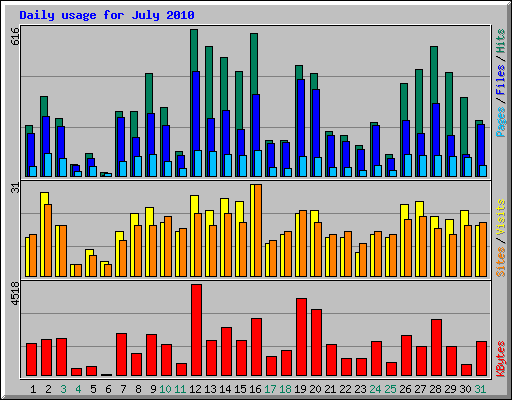 Daily usage for July 2010
616
Pages / Files / Hits
31
Sites / Visits
4518
KBytes
1 2 3 4 5 6 7 8 9 10 11 12 13 14 15 16 17 18 19 20 21 22 23 24 25 26 27 28 29 30 31